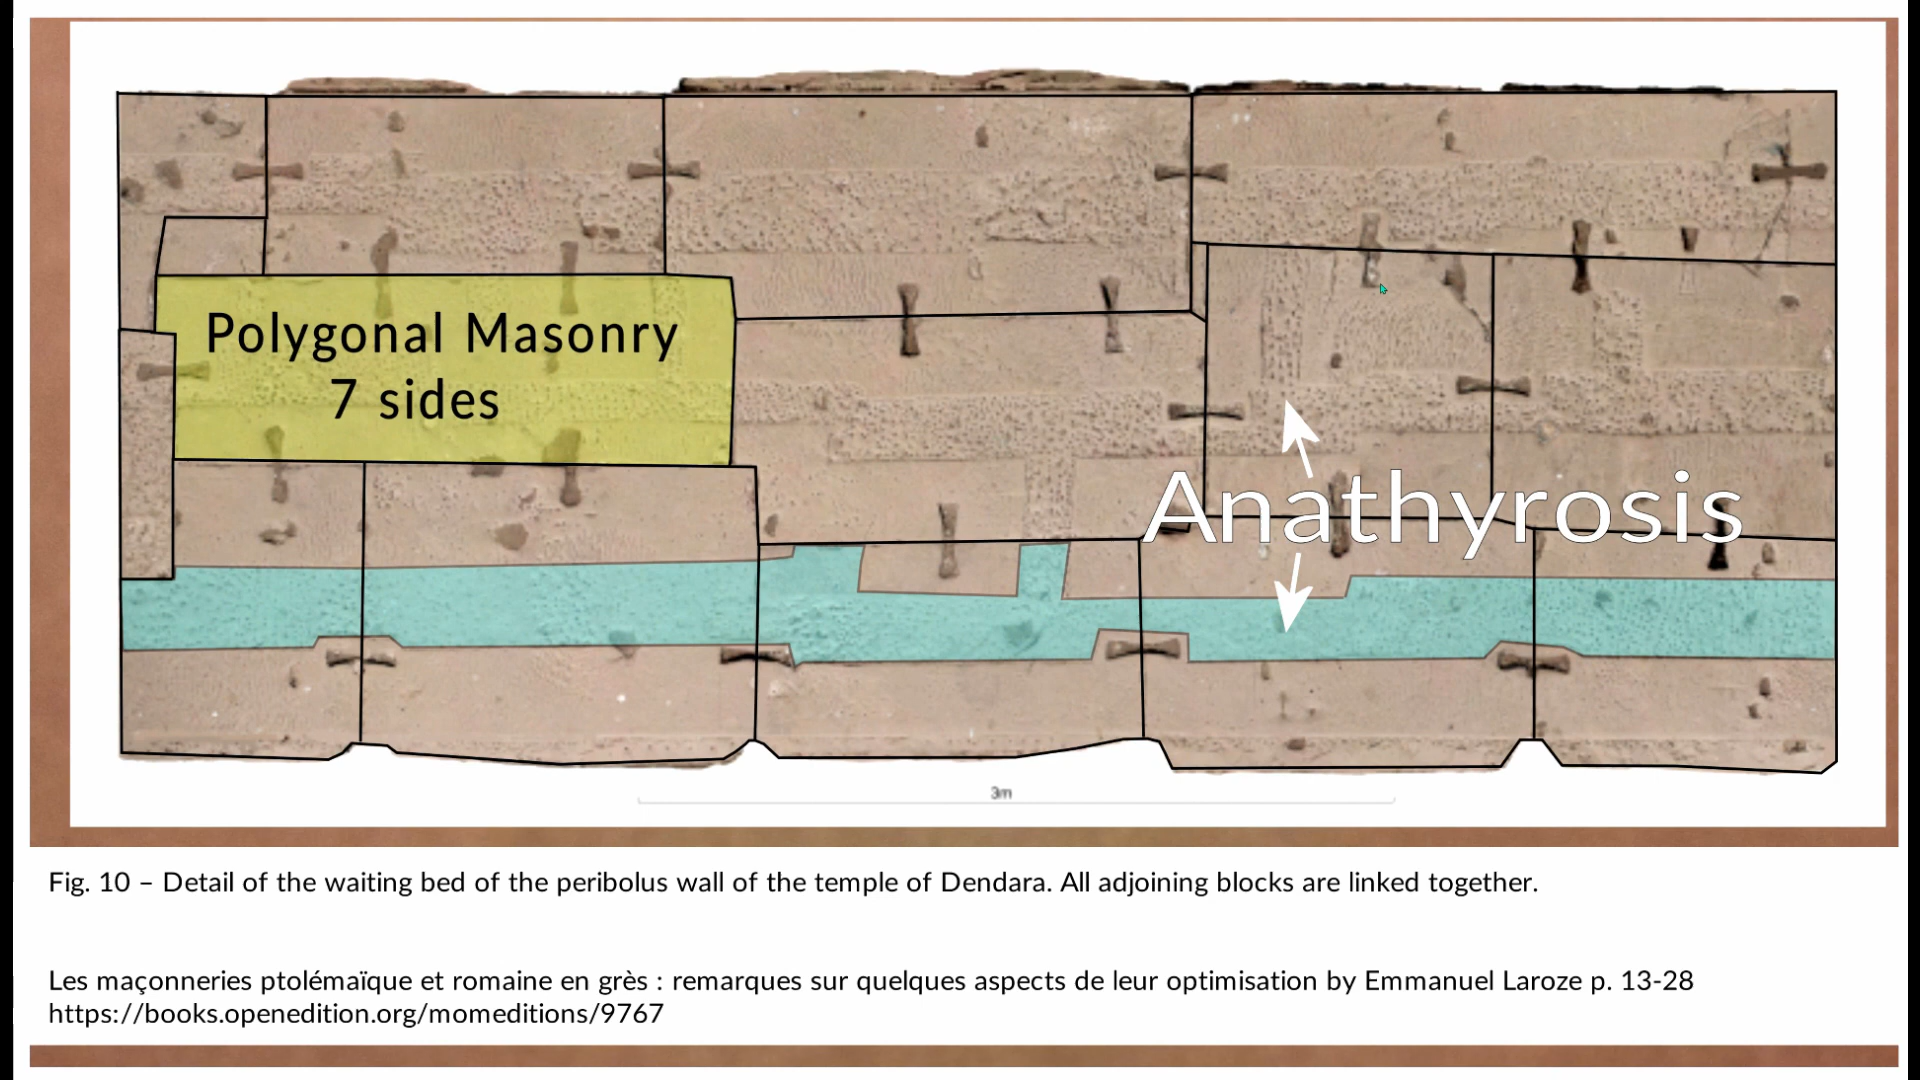 Polygonal Masonry
7 sides
Anathyrosis
3m
Fig. 10 – Detail of the waiting bed of the peribolus wall of the temple of Dendara. All adjoining blocks are linked together.
Les maçonneries ptolémaïque et romaine en grès : remarques sur quelques aspects de leur optimisation by Emmanuel Laroze p. 13-28
https://books.openedition.org/momeditions/9767